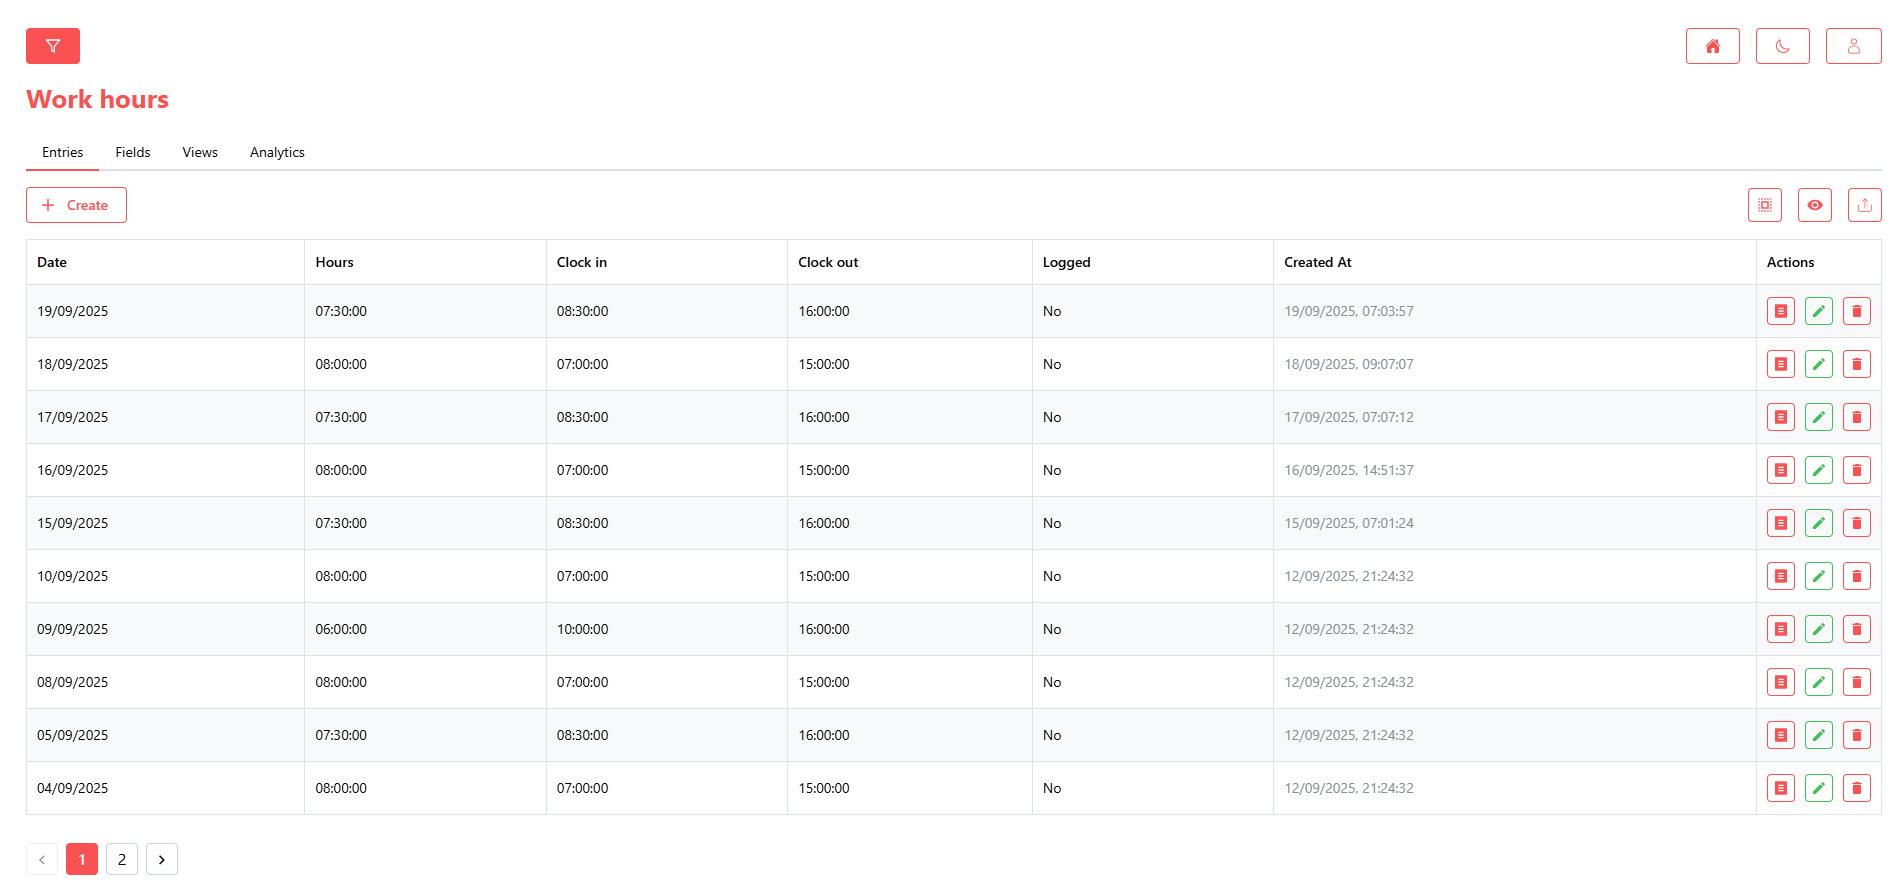 Work hours
Entries Fields Views Analytics
Create
Date Hours Clock in Clock out Logged Created At Actions
19/09/2025 07:30:00 08:30:00 16:00:00 No 19/09/2025, 07:03:57
18/09/2025 08:00:00 07:00:00 15:00:00 No 18/09/2025, 09:07:07
17/09/2025 07:30:00 08:30:00 16:00:00 No 17/09/2025, 07:07:12
16/09/2025 08:00:00 07:00:00 15:00:00 No 16/09/2025, 14:51:37
15/09/2025 07:30:00 08:30:00 16:00:00 No 15/09/2025, 07:01:24
10/09/2025 08:00:00 07:00:00 15:00:00 No 12/09/2025, 21:24:32
09/09/2025 06:00:00 10:00:00 16:00:00 No 12/09/2025, 21:24:32
08/09/2025 08:00:00 07:00:00 15:00:00 No 12/09/2025, 21:24:32
05/09/2025 07:30:00 08:30:00 16:00:00 No 12/09/2025, 21:24:32
04/09/2025 08:00:00 07:00:00 15:00:00 No 12/09/2025, 21:24:32
1 2